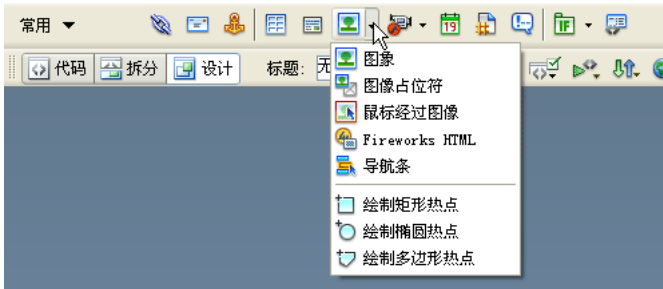 常用
19
IF
代码 拆分 设计 标题: 无
图象
图像占位符
鼠标经过图像
Fireworks HTML
导航条
绘制矩形热点
绘制椭圆热点
绘制多边形热点